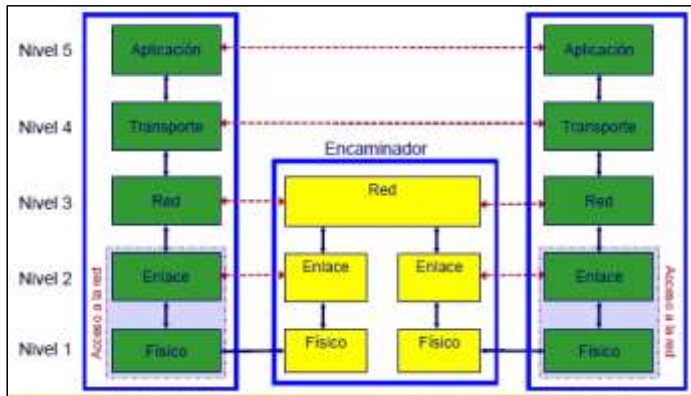 Nivel 5
Aplicación
Aplicación
Nivel 4
Transporte
Transporte
Encaminador
Nivel 3
Red
Red
Red
Nivel 2
Enlace
Enlace
Enlace
Enlace
Acceso a la red
Acceso a la red
Nivel 1
Físico
Físico
Físico
Físico